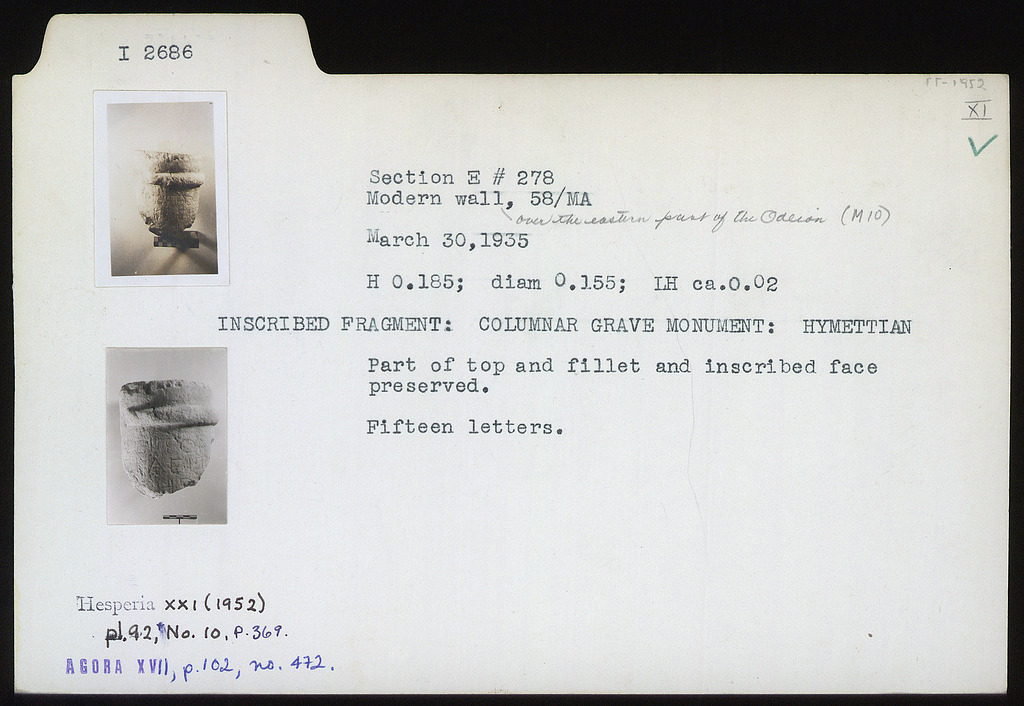 I 2686
XI
Section E # 278
Modern wall, 58/MA
over the eastern part of the Odeion (M10)
March 30,1935
H 0.185; diam 0.155; LH ca.0.02
INSCRIBED FRAGMENT: COLUMNAR GRAVE MONUMENT: HYMETTIAN
Part of top and fillet and inscribed face
preserved.
Fifteen letters.
Hesperia XXI (1952)
pl.92, No. 10, P.369.
AGORA XVII, p.102, no. 472.